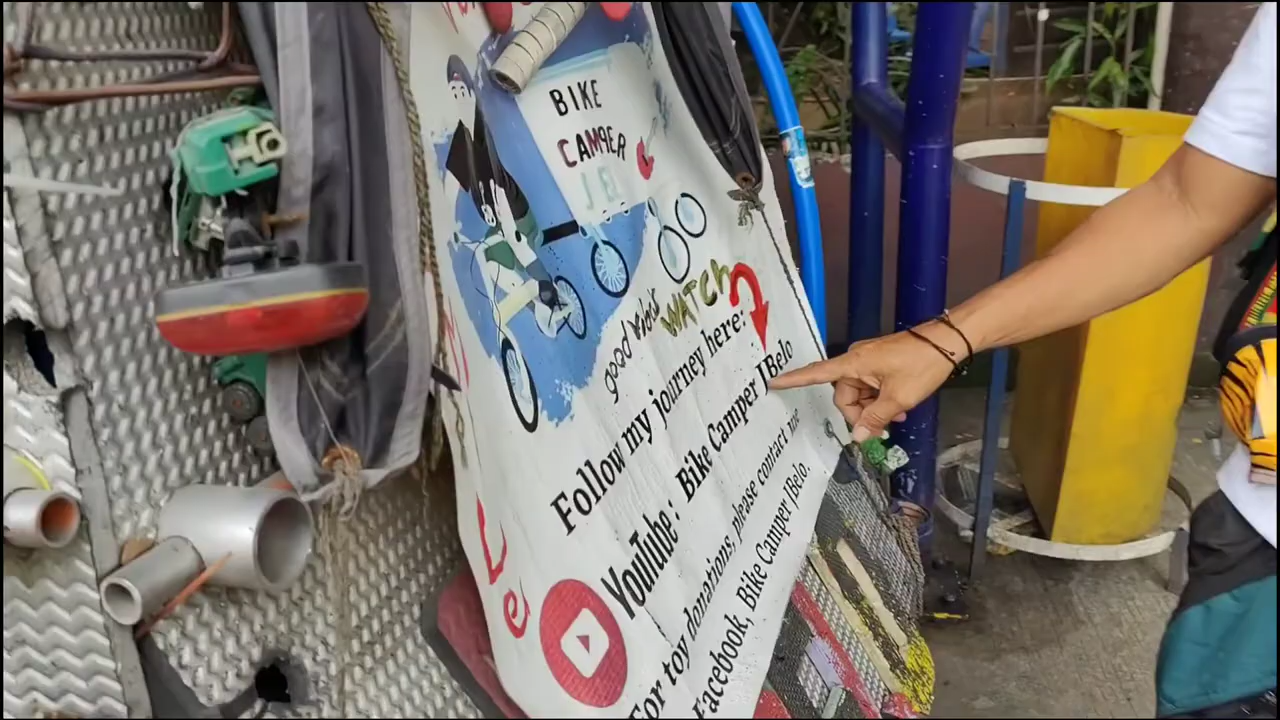 BIKE
CAMPER
JBL
good vibes
WATCH
Follow my journey here:
YouTube: Bike Camper JBelo
For toy donations, please contact me
Facebook, Bike Camper JBelo.